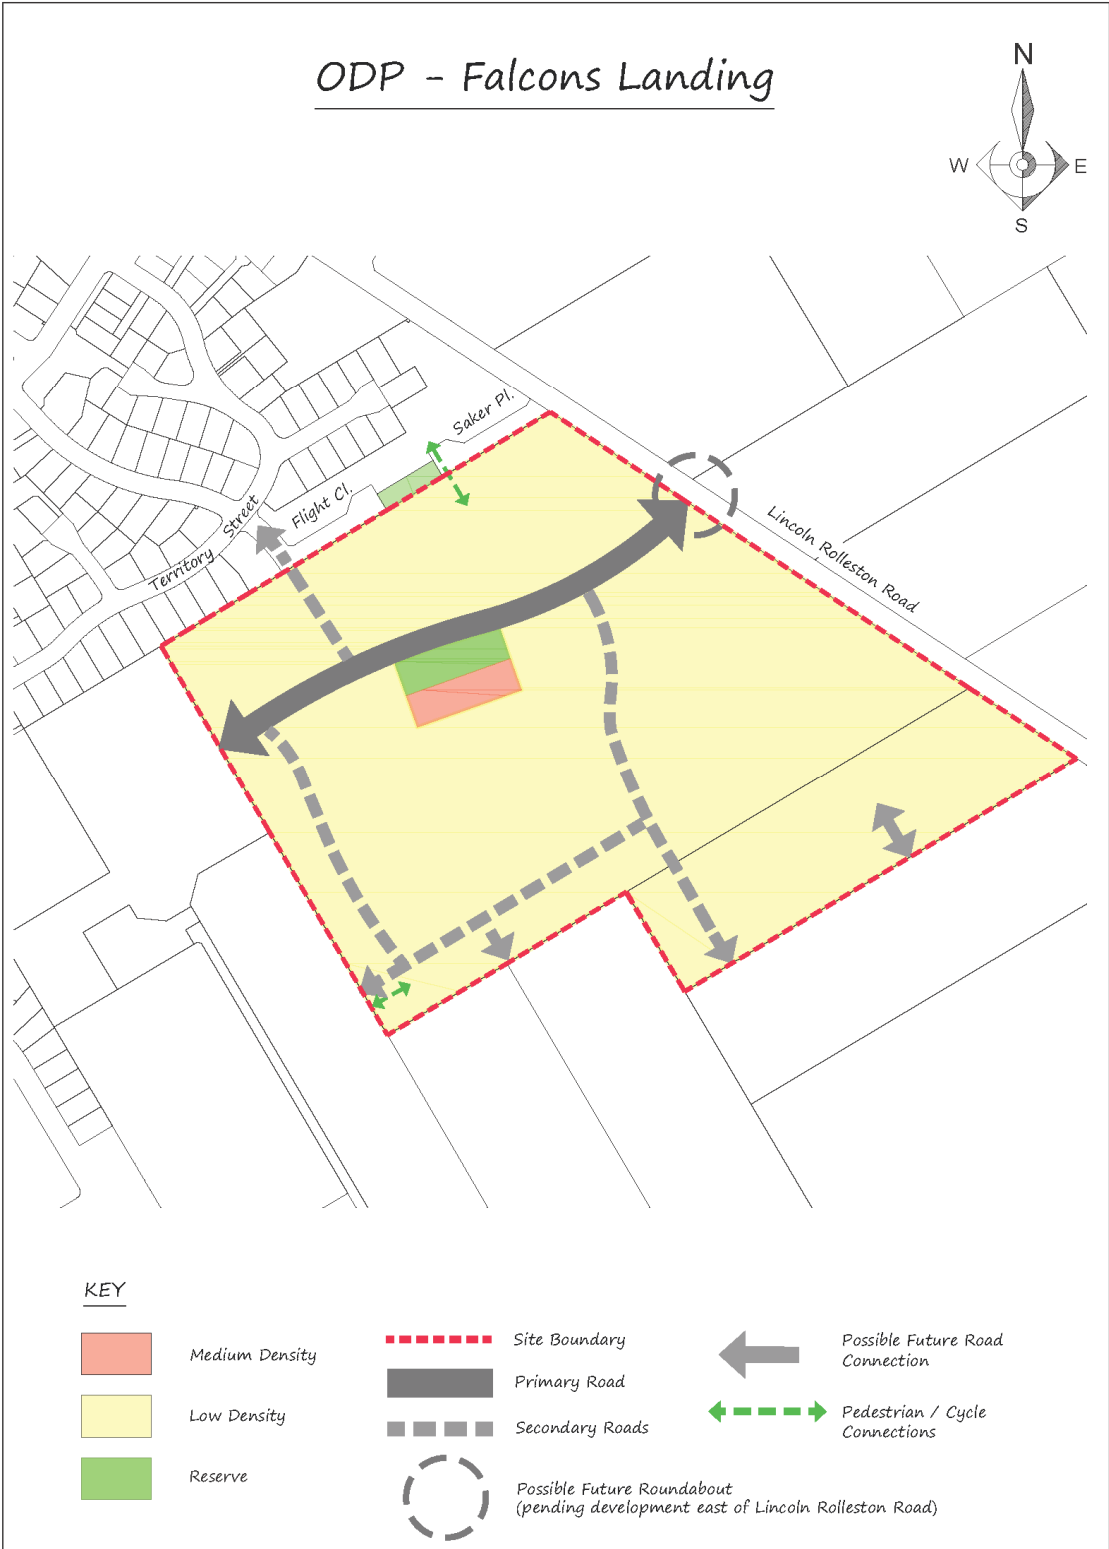 ODP - Falcons Landing
N
W
E
S
Saker Pl.
Flight Cl.
Territory Street
Lincoln Rolleston Road
KEY
Medium Density
Low Density
Reserve
Site Boundary
Primary Road
Secondary Roads
Possible Future Roundabout
(pending development east of Lincoln Rolleston Road)
Possible Future Road
Connection
Pedestrian / Cycle
Connections